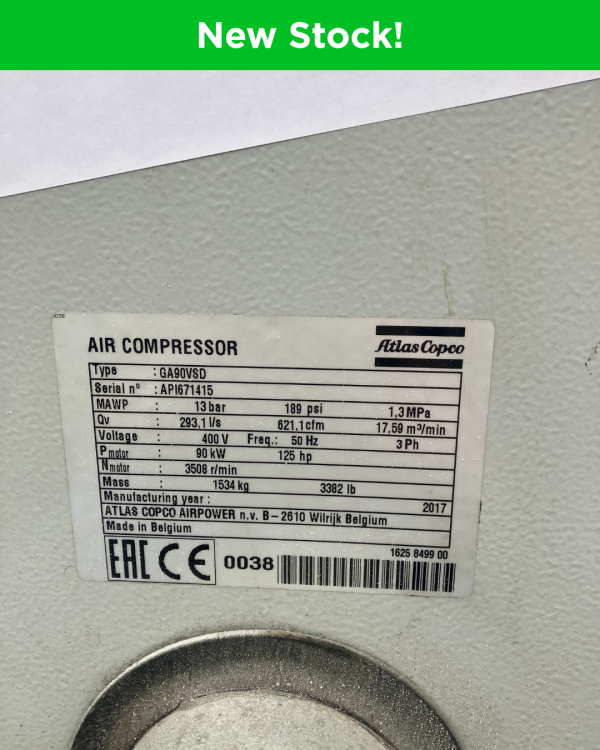 New Stock!
0038
AIR COMPRESSOR
Atlas Copco
Type : GA90VSD
Serial nº : API671415
MAWP : 13 bar 189 psi 1,3 MPa
Qv : 293,1 l/s 621,1 cfm 17,59 m³/min
Voltage : 400 V Freq.: 50 Hz 3 Ph
Pmotor : 90 kW 125 hp
Nmotor : 3508 r/min
Mass : 1534 kg 3382 lb
Manufacturing year : 2017
ATLAS COPCO AIRPOWER n.v. B-2610 Wilrijk Belgium
Made in Belgium
1625 8499 00
EAC CE 0038